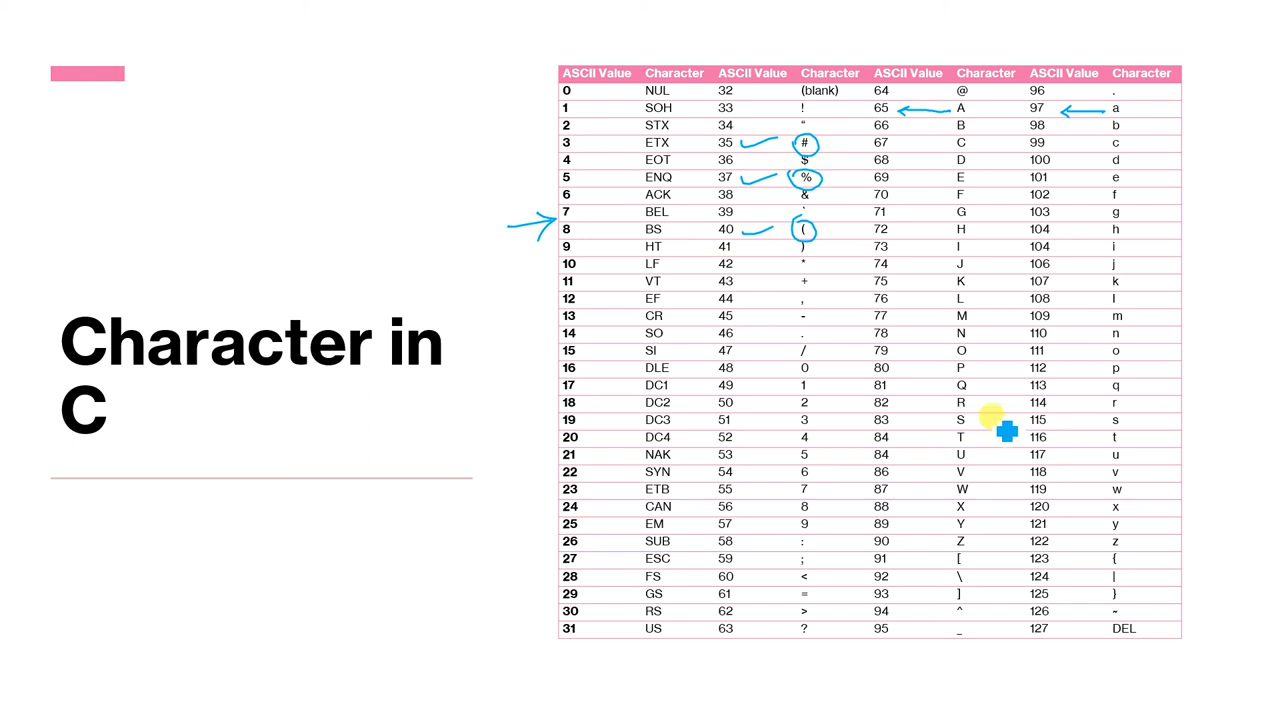 Character in
C
ASCII Value Character ASCII Value Character ASCII Value Character ASCII Value Character
0 NUL 32 (blank) 64 @ 96 .
1 SOH 33 ! 65 A 97 a
2 STX 34 “ 66 B 98 b
3 ETX 35 # 67 C 99 c
4 EOT 36 $ 68 D 100 d
5 ENQ 37 % 69 E 101 e
6 ACK 38 & 70 F 102 f
7 BEL 39 ` 71 G 103 g
8 BS 40 ( 72 H 104 h
9 HT 41 ) 73 I 104 i
10 LF 42 * 74 J 106 j
11 VT 43 + 75 K 107 k
12 EF 44 , 76 L 108 l
13 CR 45 - 77 M 109 m
14 SO 46 . 78 N 110 n
15 SI 47 / 79 O 111 o
16 DLE 48 0 80 P 112 p
17 DC1 49 1 81 Q 113 q
18 DC2 50 2 82 R 114 r
19 DC3 51 3 83 S 115 s
20 DC4 52 4 84 T 116 t
21 NAK 53 5 84 U 117 u
22 SYN 54 6 86 V 118 v
23 ETB 55 7 87 W 119 w
24 CAN 56 8 88 X 120 x
25 EM 57 9 89 Y 121 y
26 SUB 58 : 90 Z 122 z
27 ESC 59 ; 91 [ 123 {
28 FS 60 < 92 \ 124 |
29 GS 61 = 93 ] 125 }
30 RS 62 > 94 ^ 126 ~
31 US 63 ? 95 _ 127 DEL